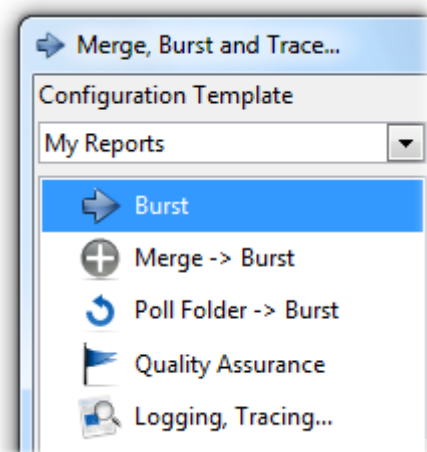 Merge, Burst and Trace...
Configuration Template
My Reports
Burst
Merge -> Burst
Poll Folder -> Burst
Quality Assurance
Logging, Tracing...